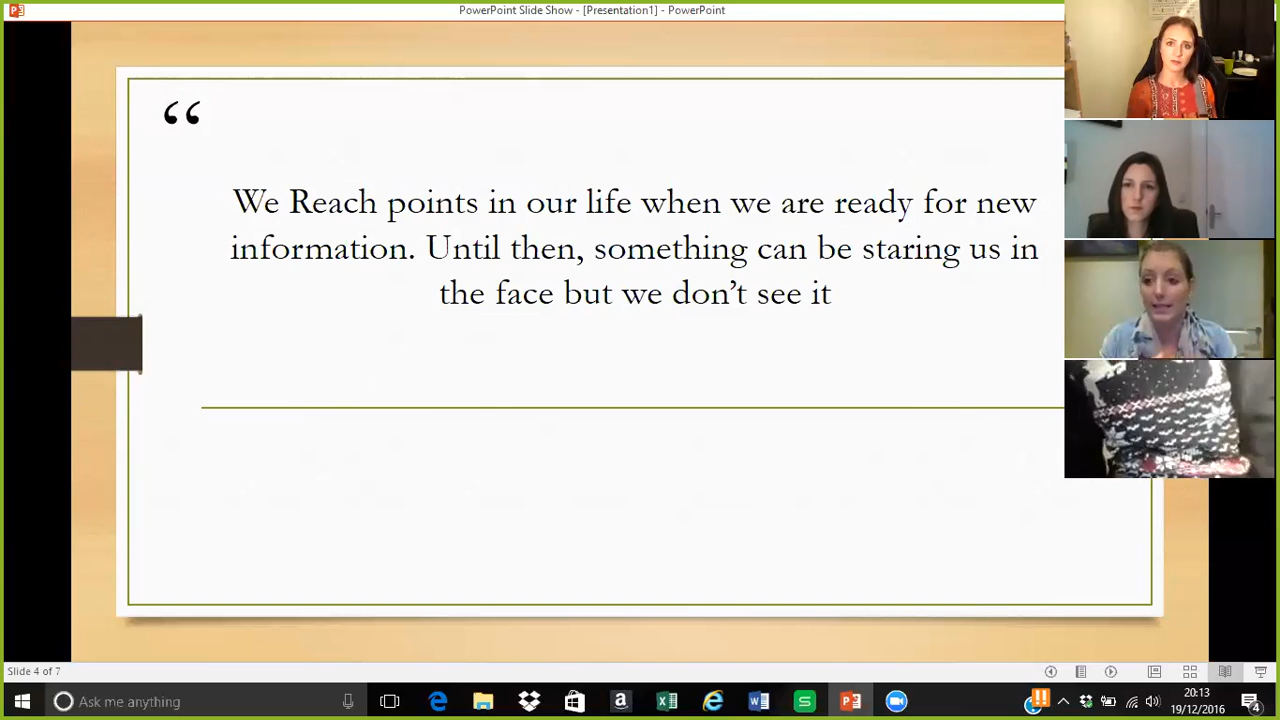 PowerPoint Slide Show - [Presentation1] - PowerPoint
“
We Reach points in our life when we are ready for new
information. Until then, something can be staring us in
the face but we don’t see it
Slide 4 of 7
Ask me anything
20:13
19/12/2016
4